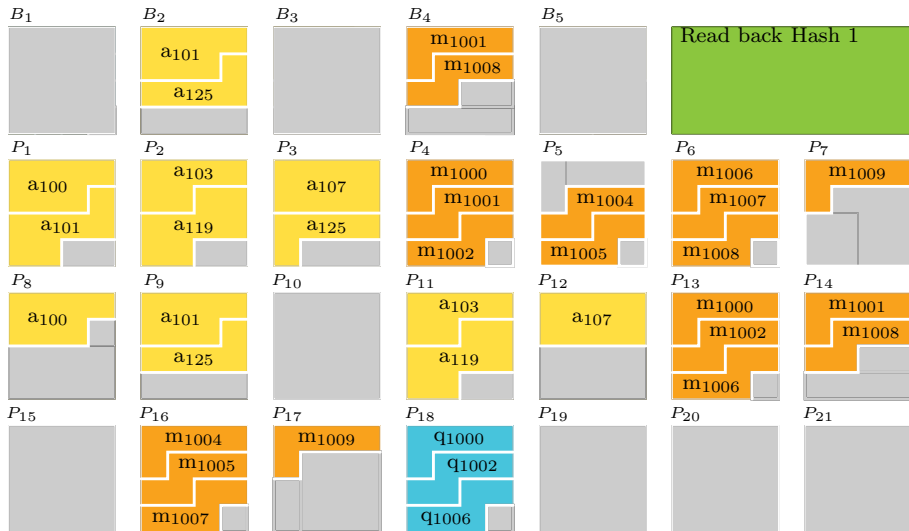 B₁ B₂ B₃ B₄ B₅
a₁₀₁ m₁₀₀₁ Read back Hash 1
m₁₀₀₈
a₁₂₅
P₁ P₂ P₃ P₄ P₅ P₆ P₇
a₁₀₃ m₁₀₀₀ m₁₀₀₆ m₁₀₀₉
a₁₀₀ a₁₀₇
m₁₀₀₁ m₁₀₀₄ m₁₀₀₇
a₁₀₁ a₁₁₉ a₁₂₅
m₁₀₀₂ m₁₀₀₅ m₁₀₀₈
P₈ P₉ P₁₀ P₁₁ P₁₂ P₁₃ P₁₄
a₁₀₃ m₁₀₀₀ m₁₀₀₁
a₁₀₀ a₁₀₁ a₁₀₇
m₁₀₀₂ m₁₀₀₈
a₁₂₅ a₁₁₉
m₁₀₀₆
P₁₅ P₁₆ P₁₇ P₁₈ P₁₉ P₂₀ P₂₁
m₁₀₀₄ m₁₀₀₉ q₁₀₀₀
m₁₀₀₅ q₁₀₀₂
m₁₀₀₇ q₁₀₀₆